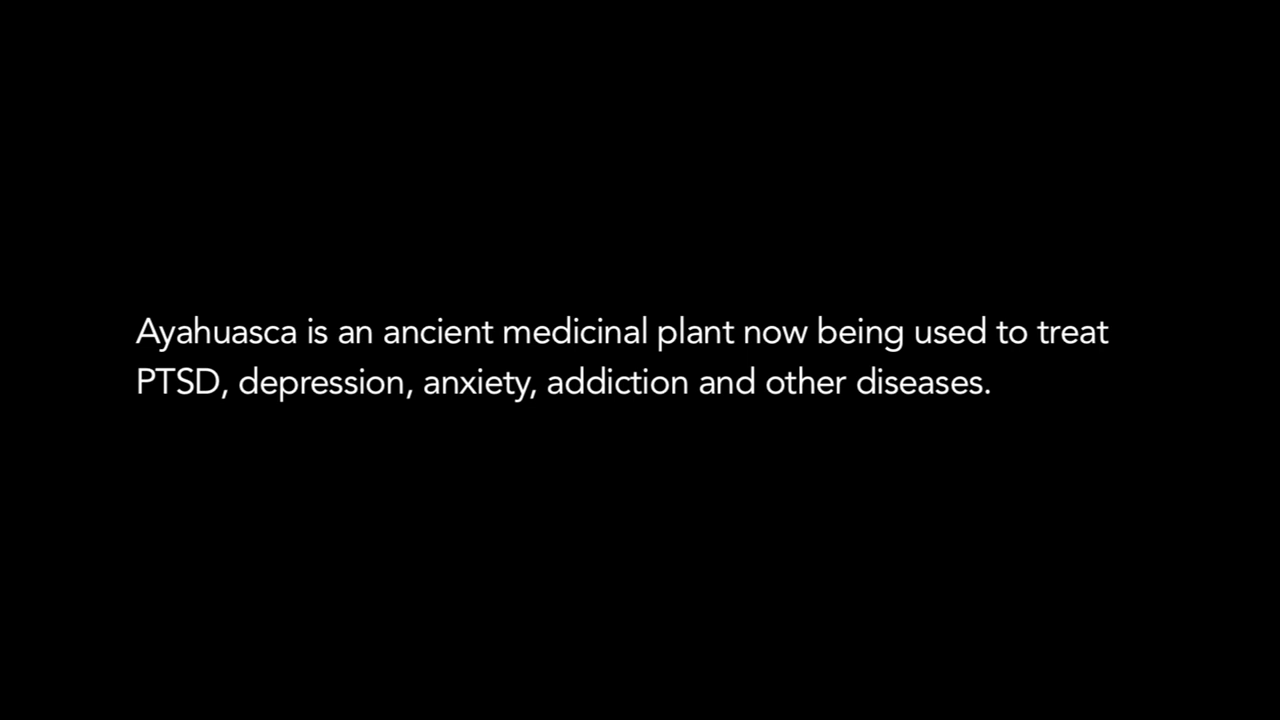 Ayahuasca is an ancient medicinal plant now being used to treat
PTSD, depression, anxiety, addiction and other diseases.